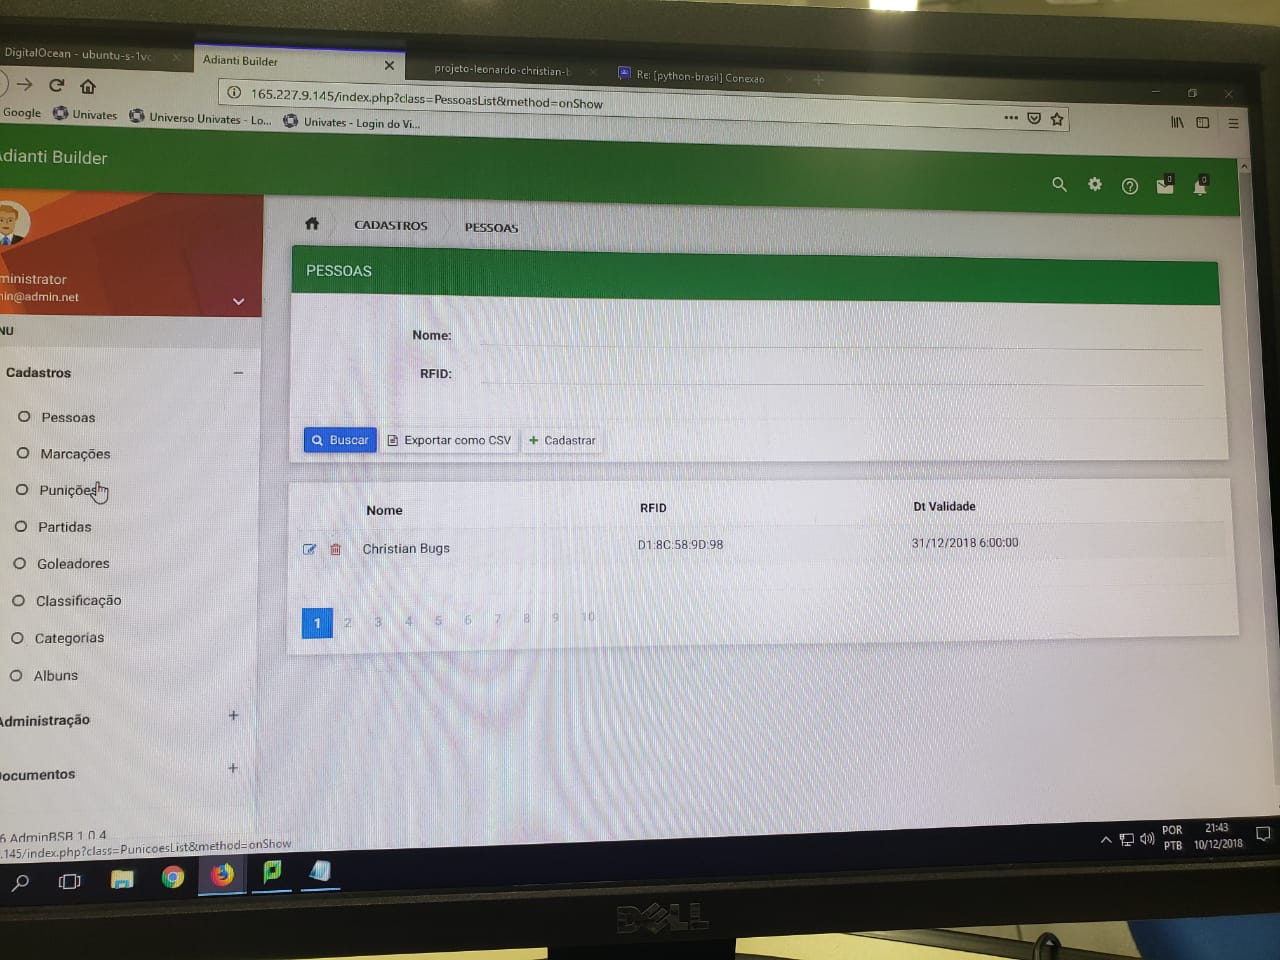 DigitalOcean - ubuntu-s-1vc
Adianti Builder
projeto-leonardo-christian-b
Re: [python-brasil] Conexao
165.227.9.145/index.php?class=PessoasList&method=onShow
Google
Univates
Universo Univates - Lo...
Univates - Login do Vi...
dianti Builder
0
0
ministrator
in@admin.net
NU
Cadastros
Pessoas
Marcações
Punições
Partidas
Goleadores
Classificação
Categorias
Albuns
Administração
ocumentos
6 AdminBSB 1.0.4
.145/index.php?class=PunicoesList&method=onShow
CADASTROS PESSOAS
PESSOAS
Nome:
RFID:
Buscar Exportar como CSV + Cadastrar
Nome RFID Dt Validade
Christian Bugs D1:8C:58:9D:98 31/12/2018 6:00:00
1 2 3 4 5 6 7 8 9 10
POR
PTB
21:43
10/12/2018
DELL